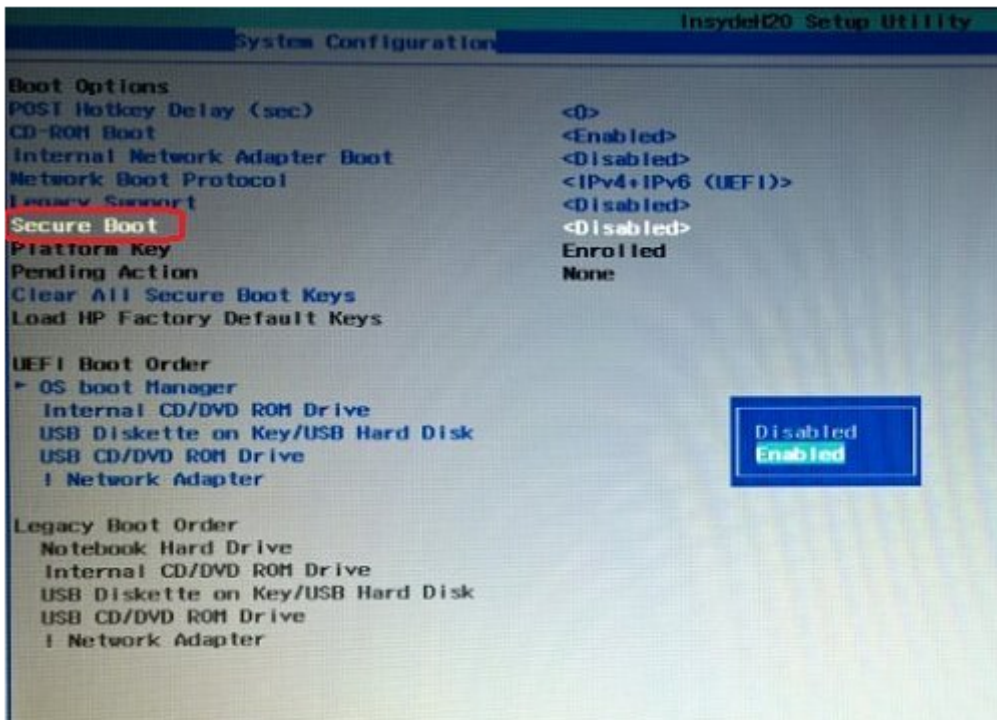 InsydeH20 Setup Utility
System Configuration
Boot Options
POST Hotkey Delay (sec) <0>
CD-ROM Boot <Enabled>
Internal Network Adapter Boot <Disabled>
Network Boot Protocol <IPv4+IPv6 (UEFI)>
Legacy Support <Disabled>
Secure Boot <Disabled>
Platform Key Enrolled
Pending Action None
Clear All Secure Boot Keys
Load HP Factory Default Keys
UEFI Boot Order
► OS boot Manager
Internal CD/DVD ROM Drive
USB Diskette on Key/USB Hard Disk
USB CD/DVD ROM Drive
! Network Adapter
Disabled
Enabled
Legacy Boot Order
Notebook Hard Drive
Internal CD/DVD ROM Drive
USB Diskette on Key/USB Hard Disk
USB CD/DVD ROM Drive
! Network Adapter